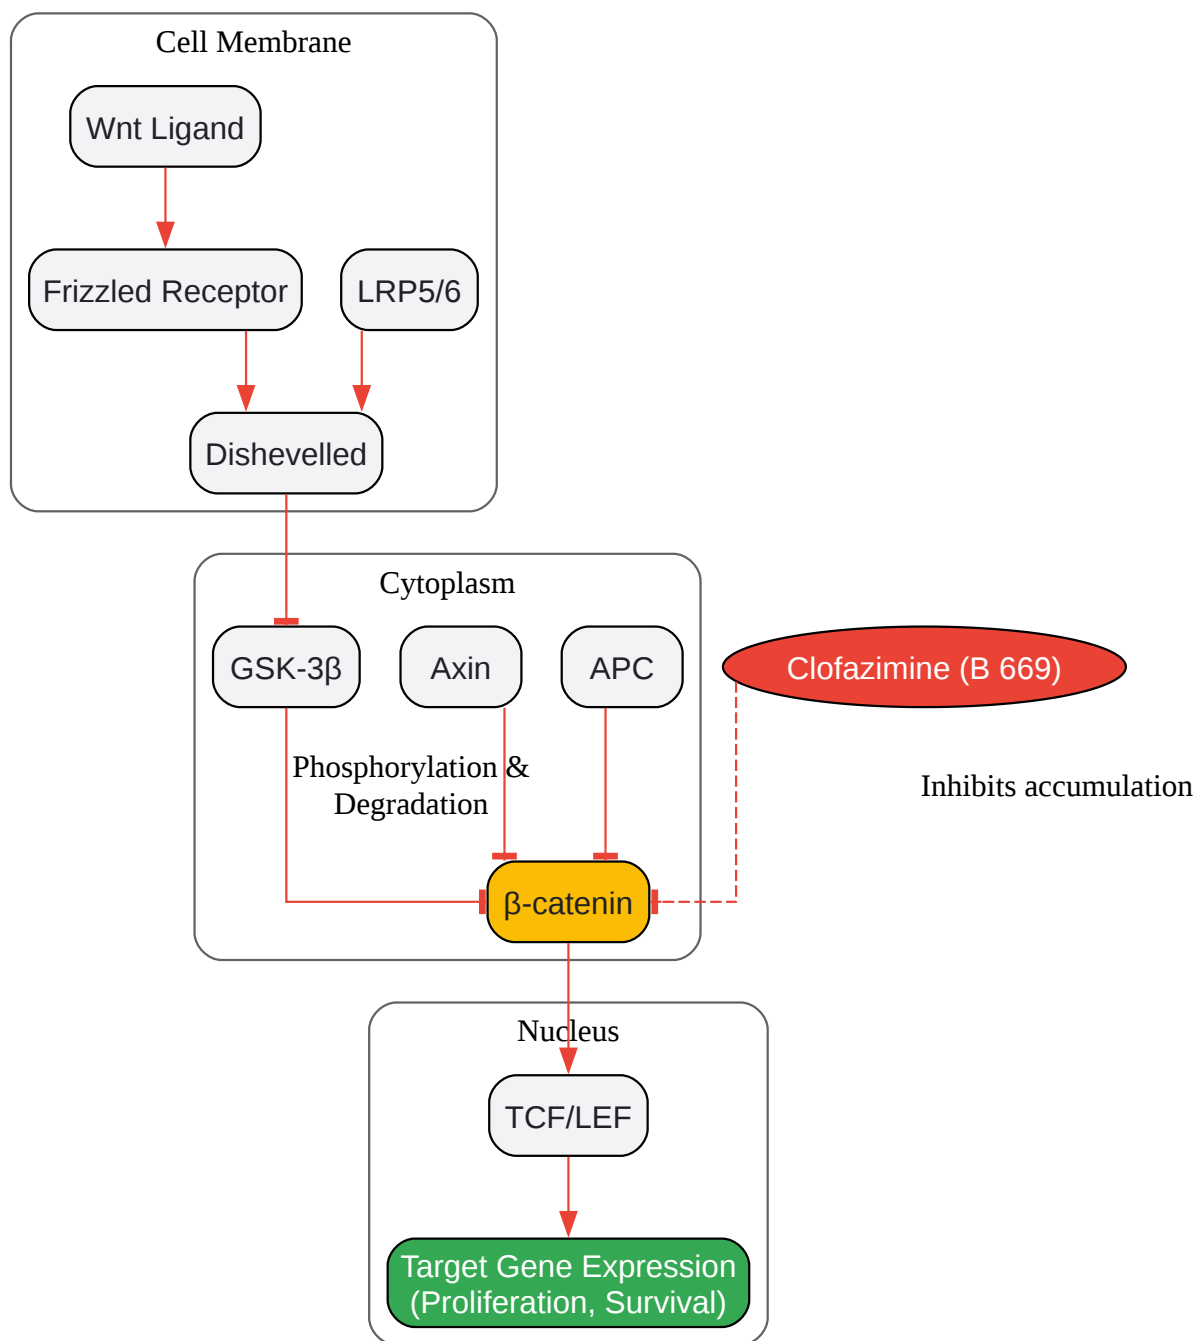 Cell Membrane
Wnt Ligand
Frizzled Receptor
LRP5/6
Dishevelled
Cytoplasm
GSK-3β
Axin
APC
Clofazimine (B 669)
Phosphorylation &
Degradation
Inhibits accumulation
β-catenin
Nucleus
TCF/LEF
Target Gene Expression
(Proliferation, Survival)